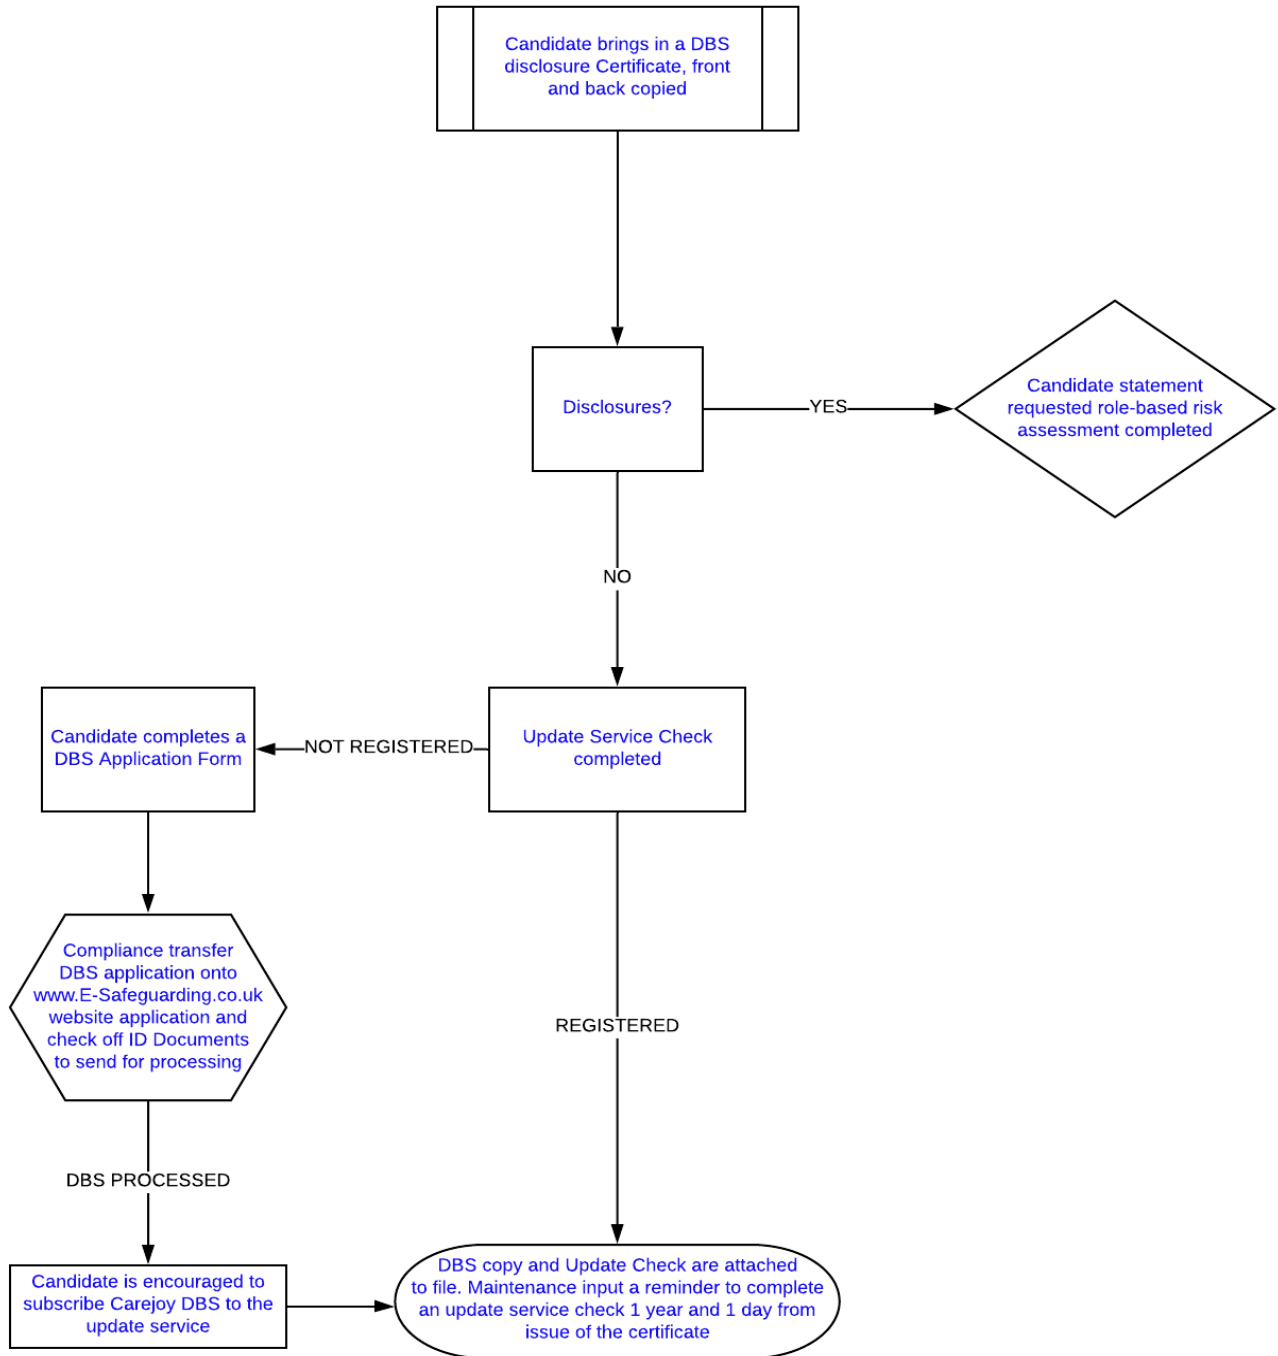 Candidate brings in a DBS
disclosure Certificate, front
and back copied
Disclosures?
YES
Candidate statement
requested role-based risk
assessment completed
NO
Candidate completes a
DBS Application Form
NOT REGISTERED
Update Service Check
completed
Compliance transfer
DBS application onto
www.E-Safeguarding.co.uk
website application and
check off ID Documents
to send for processing
REGISTERED
DBS PROCESSED
Candidate is encouraged to
subscribe Carejoy DBS to the
update service
DBS copy and Update Check are attached
to file. Maintenance input a reminder to complete
an update service check 1 year and 1 day from
issue of the certificate